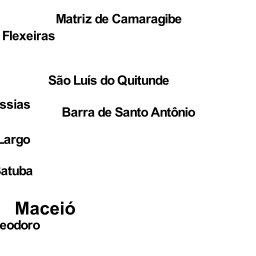 Matriz de Camaragibe
Flexeiras
São Luís do Quitunde
ssias
Barra de Santo Antônio
Largo
atuba
Maceió
eodoro